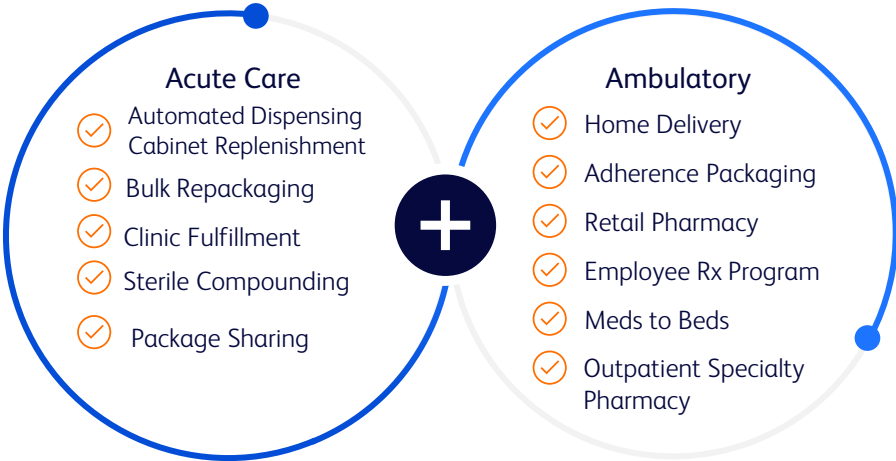 Acute Care
Automated Dispensing
Cabinet Replenishment
Bulk Repackaging
Clinic Fulfillment
Sterile Compounding
Package Sharing
Ambulatory
Home Delivery
Adherence Packaging
Retail Pharmacy
Employee Rx Program
Meds to Beds
Outpatient Specialty
Pharmacy